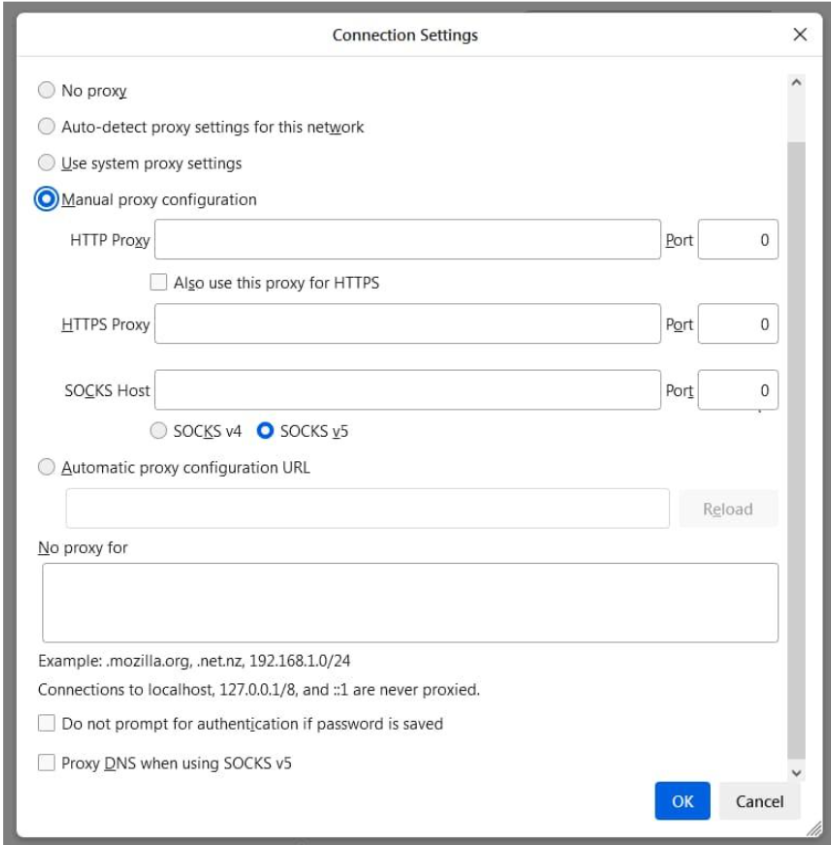 Connection Settings
No proxy
Auto-detect proxy settings for this network
Use system proxy settings
Manual proxy configuration
HTTP Proxy Port 0
Also use this proxy for HTTPS
HTTPS Proxy Port 0
SOCKS Host Port 0
SOCKS v4 SOCKS v5
Automatic proxy configuration URL
Reload
No proxy for
Example: .mozilla.org, .net.nz, 192.168.1.0/24
Connections to localhost, 127.0.0.1/8, and ::1 are never proxied.
Do not prompt for authentication if password is saved
Proxy DNS when using SOCKS v5
OK Cancel